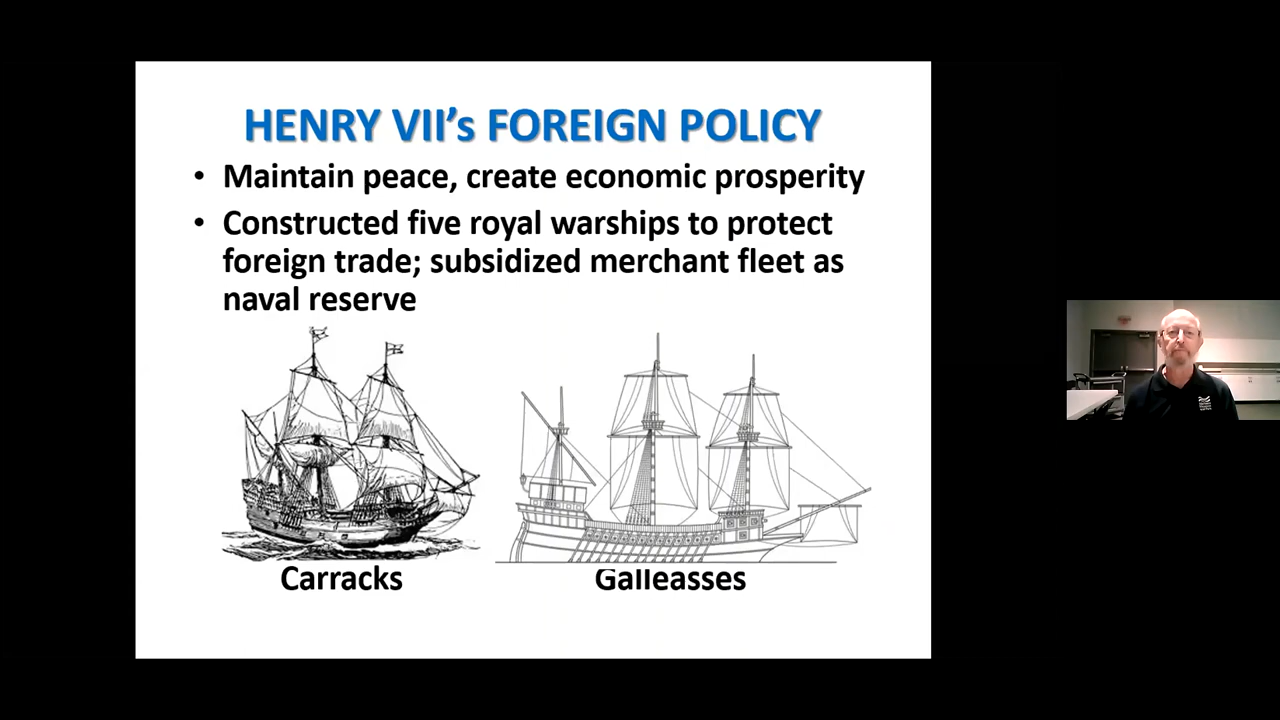 HENRY VII's FOREIGN POLICY
• Maintain peace, create economic prosperity
• Constructed five royal warships to protect
foreign trade; subsidized merchant fleet as
naval reserve
Carracks
Galleasses